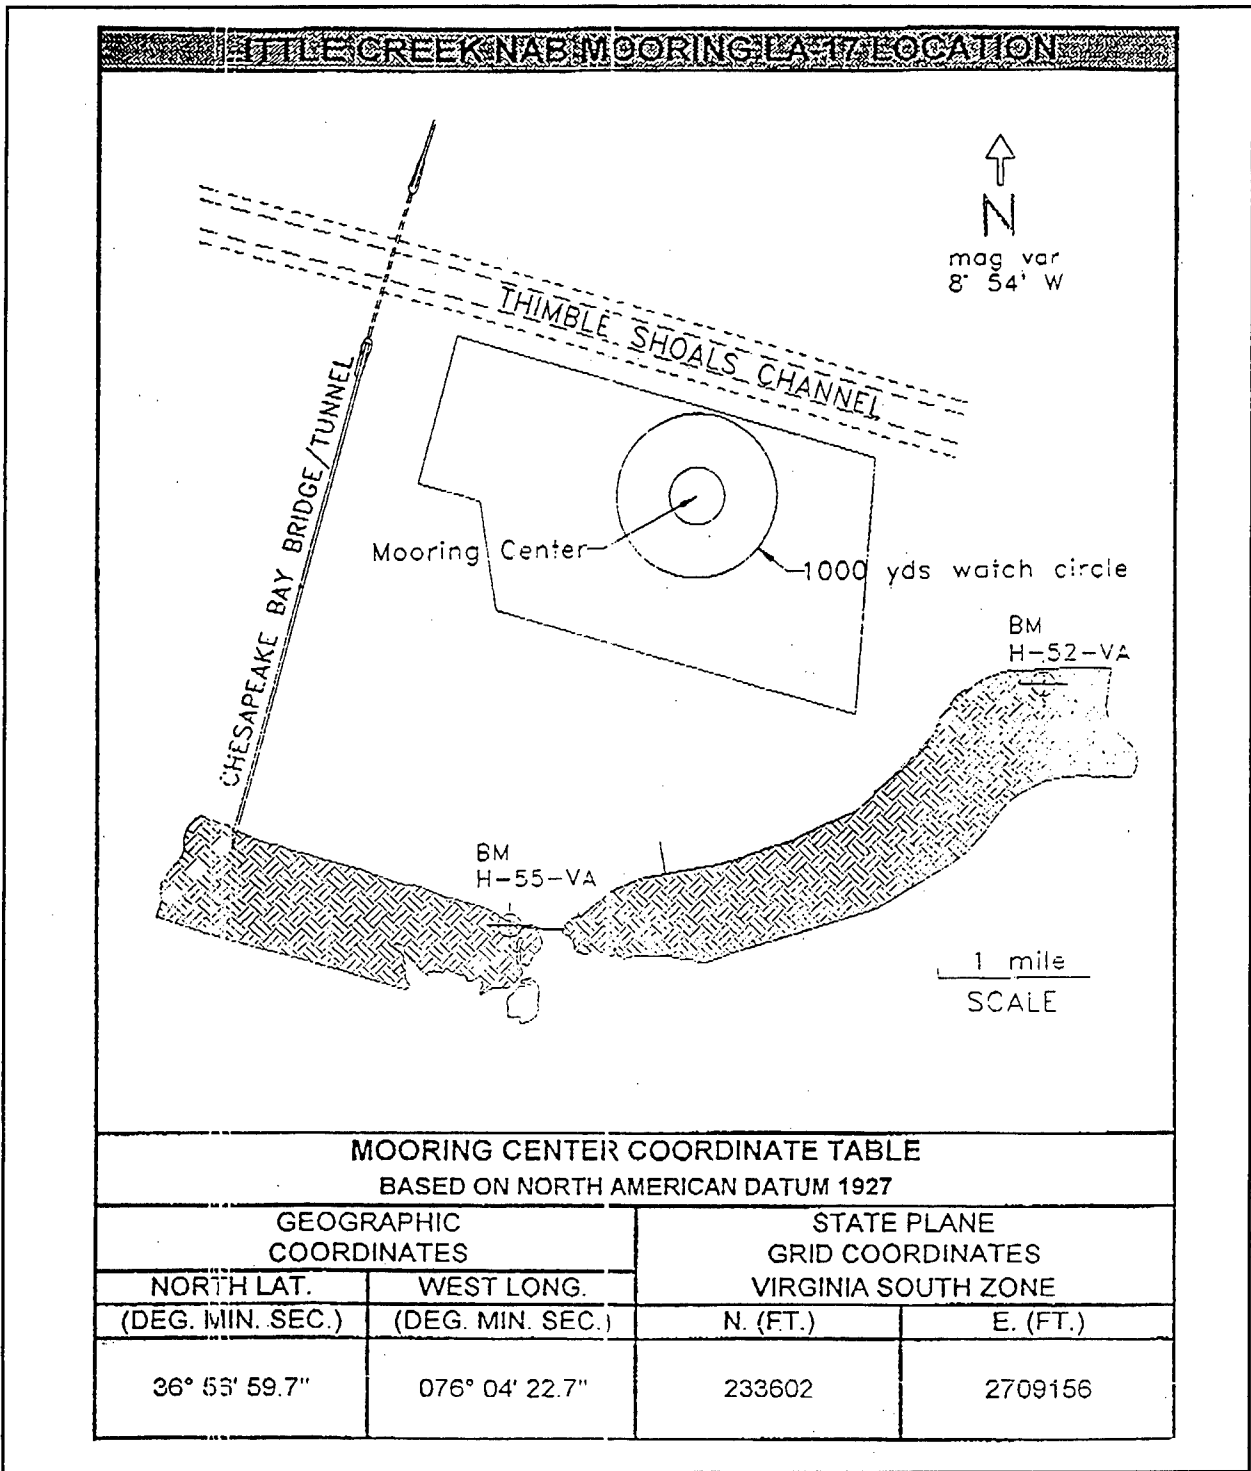 LITTLE CREEK NAB MOORING LA-17 LOCATION
N
mag var
8° 54' W
THIMBLE SHOALS CHANNEL
CHESAPEAKE BAY BRIDGE/TUNNEL
Mooring Center
1000 yds watch circle
BM
H-52-VA
BM
H-55-VA
1 mile
SCALE
MOORING CENTER COORDINATE TABLE
BASED ON NORTH AMERICAN DATUM 1927
GEOGRAPHIC
COORDINATES
STATE PLANE
GRID COORDINATES
VIRGINIA SOUTH ZONE
NORTH LAT.
WEST LONG.
(DEG. MIN. SEC.)
(DEG. MIN. SEC.)
N. (FT.)
E. (FT.)
36° 59.7"
076° 04' 22.7"
233602
2709156